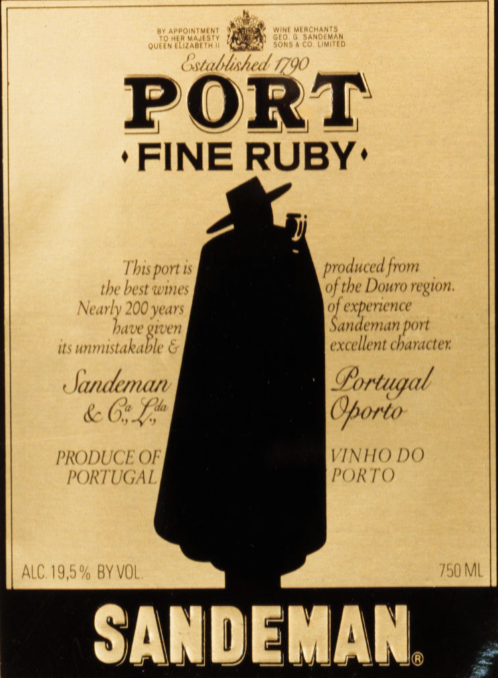 BY APPOINTMENT
TO HER MAJESTY
QUEEN ELIZABETH II
WINE MERCHANTS
GEO. G. SANDEMAN
SONS & CO. LIMITED
Established 1790
PORT
FINE RUBY
This port is produced from
the best wines of the Douro region.
Nearly 200 years of experience
have given Sandeman port
its unmistakable & excellent character.
Sandeman Portugal
& Cª, Lda, Oporto
PRODUCE OF
PORTUGAL
VINHO DO
PORTO
ALC. 19,5% BY VOL.
750 ML
SANDEMAN®